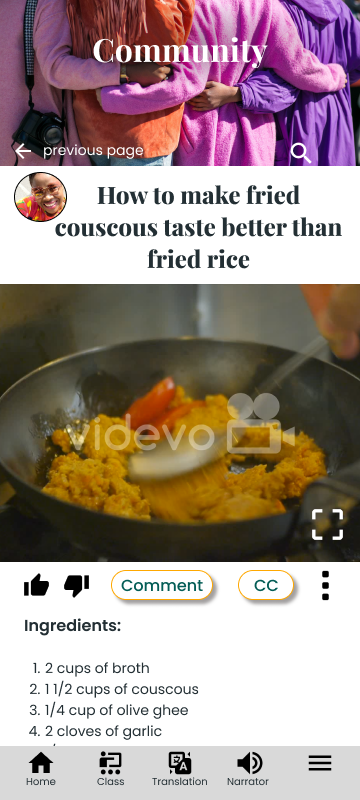 Community
previous page
How to make fried
couscous taste better than
fried rice
videvo
Comment
CC
Ingredients:
1. 2 cups of broth
2. 1 1/2 cups of couscous
3. 1/4 cup of olive ghee
4. 2 cloves of garlic
Home
Class
Translation
Narrator